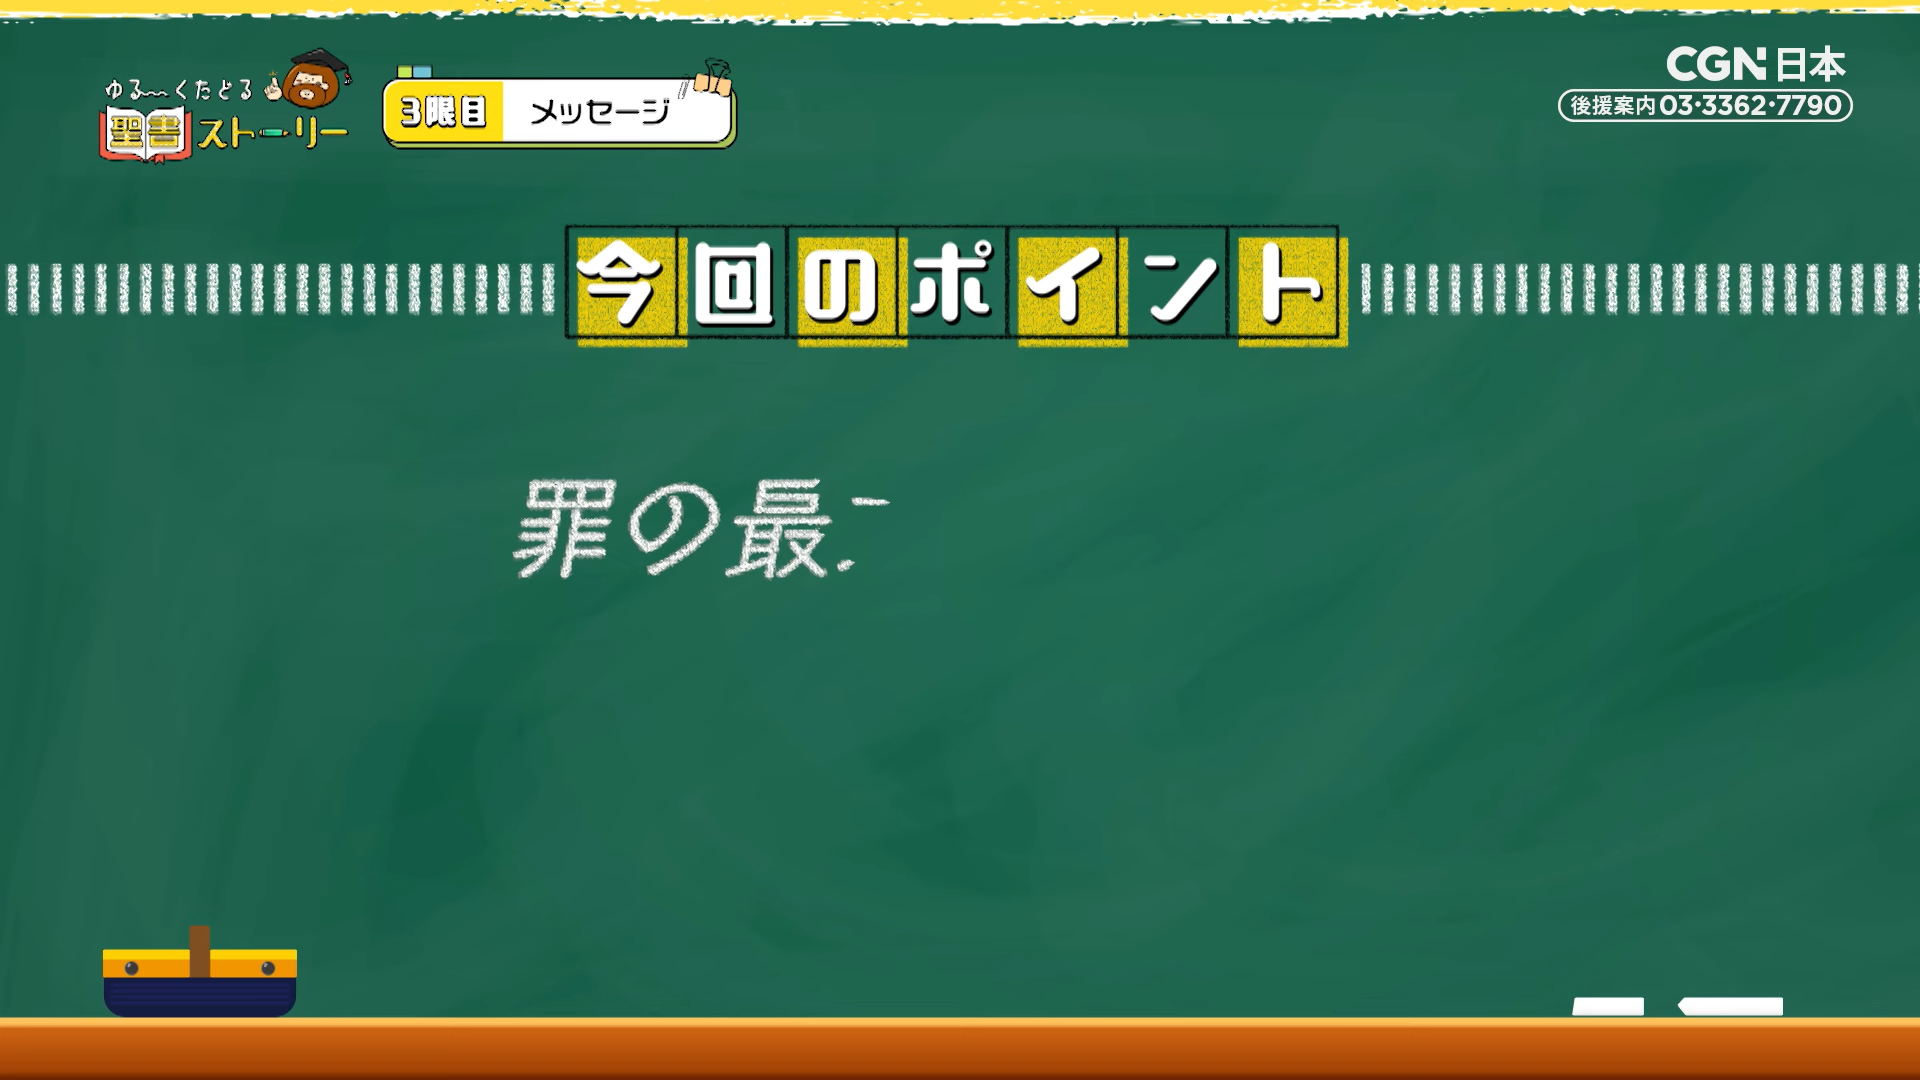 ゆる〜くたどる
聖書ストーリー
3限目 メッセージ
CGN日本
後援案内03·3362·7790
今回のポイント
罪の最